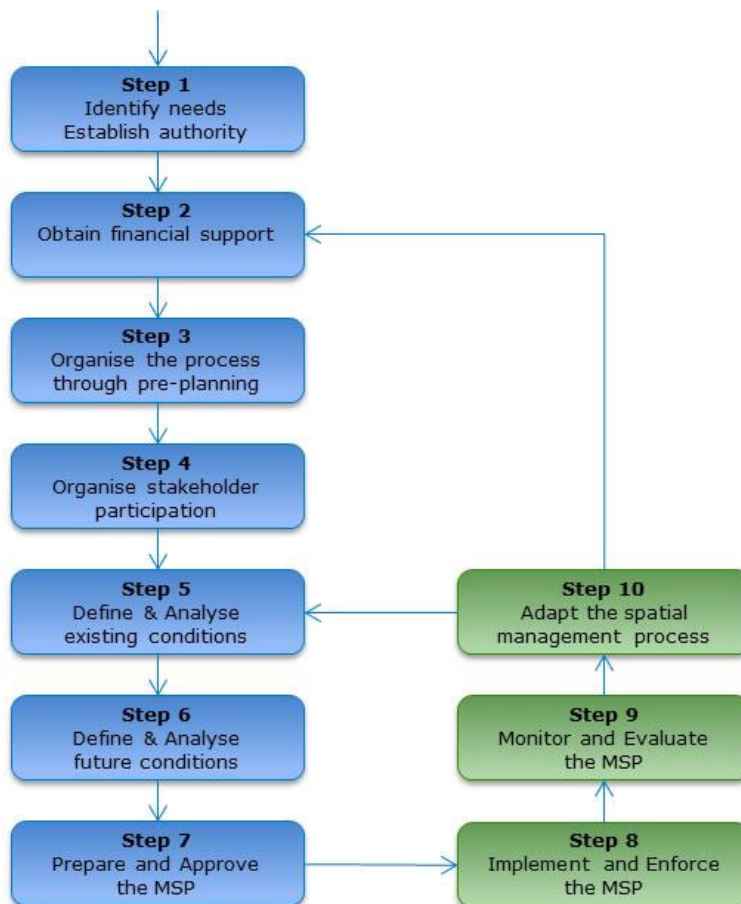 Step 1
Identify needs
Establish authority
Step 2
Obtain financial support
Step 3
Organise the process
through pre-planning
Step 4
Organise stakeholder
participation
Step 5
Define & Analyse
existing conditions
Step 6
Define & Analyse
future conditions
Step 7
Prepare and Approve
the MSP
Step 8
Implement and Enforce
the MSP
Step 9
Monitor and Evaluate
the MSP
Step 10
Adapt the spatial
management process